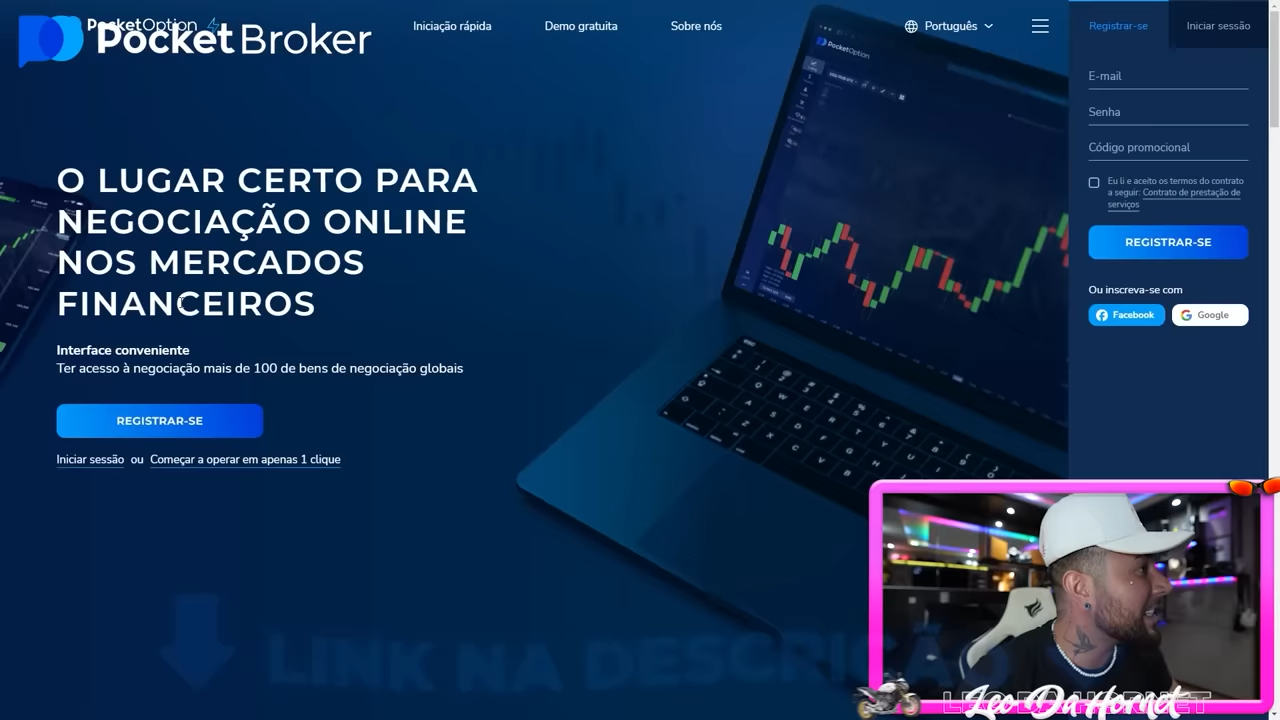 PocketOption
Pocket Broker
Iniciação rápida
Demo gratuita
Sobre nós
Português
Registrar-se
Iniciar sessão
PocketOption
E-mail
Senha
Código promocional
Eu li e aceito os termos do contrato
a seguir: Contrato de prestação de
serviços
REGISTRAR-SE
Ou inscreva-se com
Facebook
Google
O LUGAR CERTO PARA
NEGOCIAÇÃO ONLINE
NOS MERCADOS
FINANCEIROS
Interface conveniente
Ter acesso à negociação mais de 100 de bens de negociação globais
REGISTRAR-SE
Iniciar sessão ou Começar a operar em apenas 1 clique
LINK NA DESCRIÇÃO
Leo Da Hornet